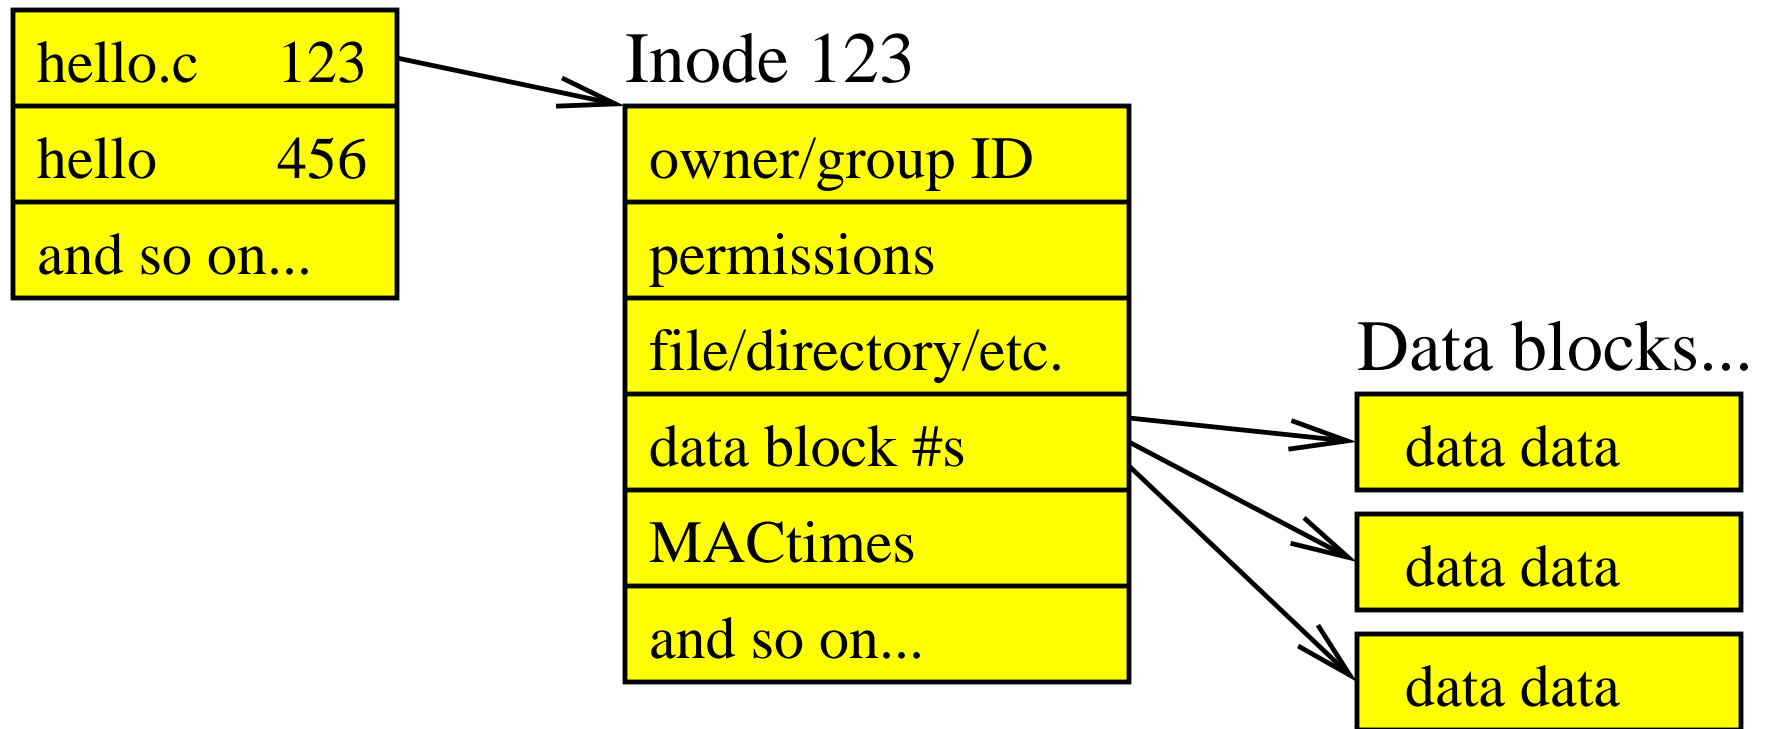 hello.c 123
hello 456
and so on...
Inode 123
owner/group ID
permissions
file/directory/etc.
data block #s
MACtimes
and so on...
Data blocks...
data data
data data
data data